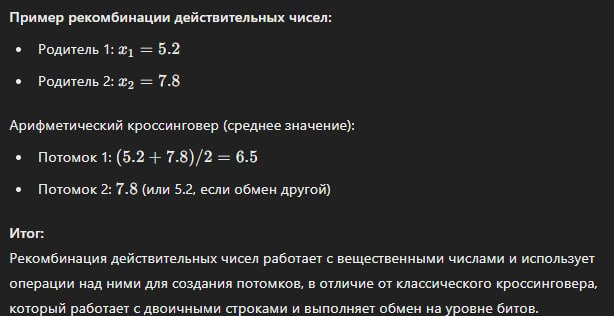 Пример рекомбинации действительных чисел:
• Родитель 1: x₁ = 5.2
• Родитель 2: x₂ = 7.8
Арифметический кроссинговер (среднее значение):
• Потомок 1: (5.2 + 7.8)/2 = 6.5
• Потомок 2: 7.8 (или 5.2, если обмен другой)
Итог:
Рекомбинация действительных чисел работает с вещественными числами и использует
операции над ними для создания потомков, в отличие от классического кроссинговера,
который работает с двоичными строками и выполняет обмен на уровне битов.